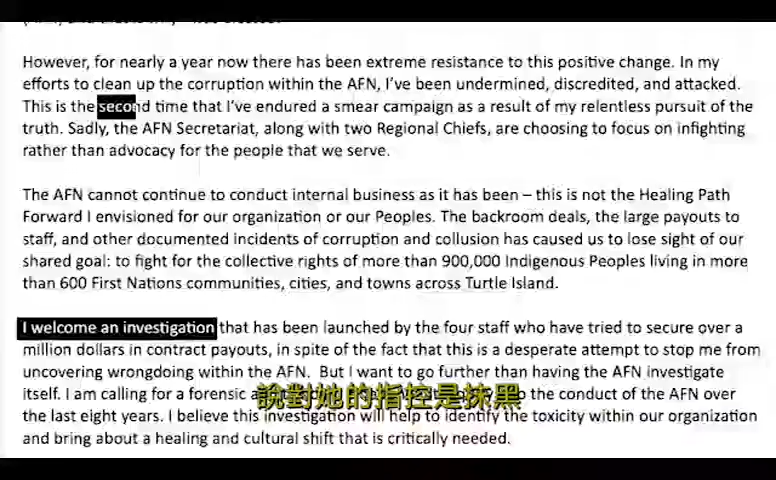 However, for nearly a year now there has been extreme resistance to this positive change. In my
efforts to clean up the corruption within the AFN, I've been undermined, discredited, and attacked.
This is the second time that I've endured a smear campaign as a result of my relentless pursuit of the
truth. Sadly, the AFN Secretariat, along with two Regional Chiefs, are choosing to focus on infighting
rather than advocacy for the people that we serve.
The AFN cannot continue to conduct internal business as it has been – this is not the Healing Path
Forward I envisioned for our organization or our Peoples. The backroom deals, the large payouts to
staff, and other documented incidents of corruption and collusion has caused us to lose sight of our
shared goal: to fight for the collective rights of more than 900,000 Indigenous Peoples living in more
than 600 First Nations communities, cities, and towns across Turtle Island.
I welcome an investigation that has been launched by the four staff who have tried to secure over a
million dollars in contract payouts, in spite of the fact that this is a desperate attempt to stop me from
uncovering wrongdoing within the AFN. But I want to go further than having the AFN investigate
itself. I am calling for a forensic the conduct of the AFN over
說對她的指控是抹黑
the last eight years. I believe this investigation will help to identify the toxicity within our organization
and bring about a healing and cultural shift that is critically needed.